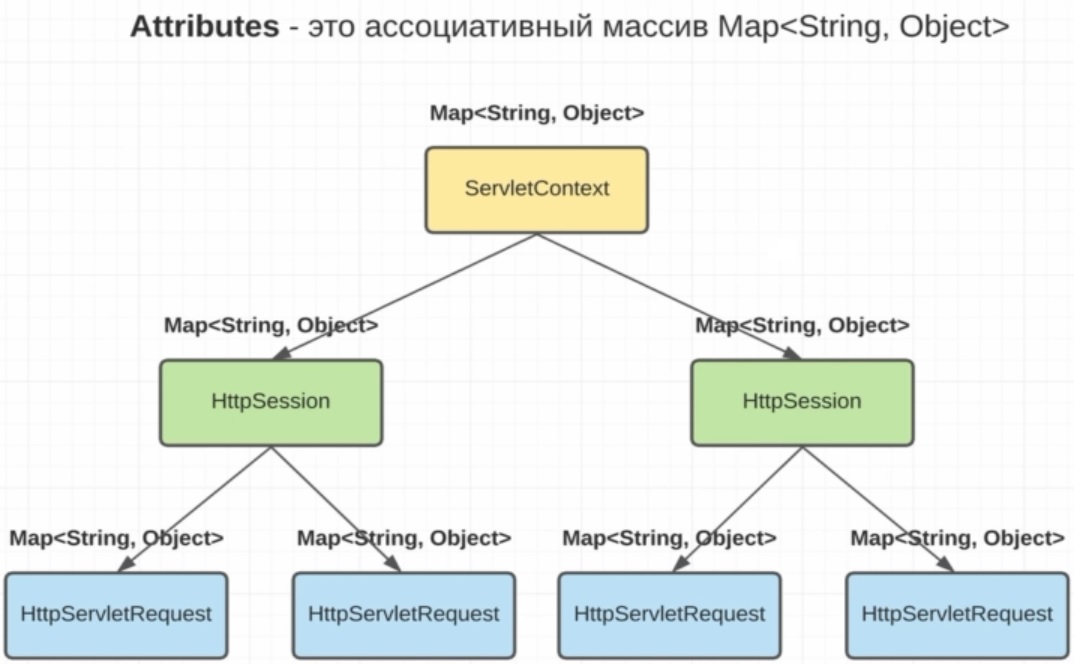 Attributes - это ассоциативный массив Map<String, Object>
Map<String, Object>
ServletContext
Map<String, Object>
Map<String, Object>
HttpSession
HttpSession
Map<String, Object>
Map<String, Object>
Map<String, Object>
Map<String, Object>
HttpServletRequest
HttpServletRequest
HttpServletRequest
HttpServletRequest